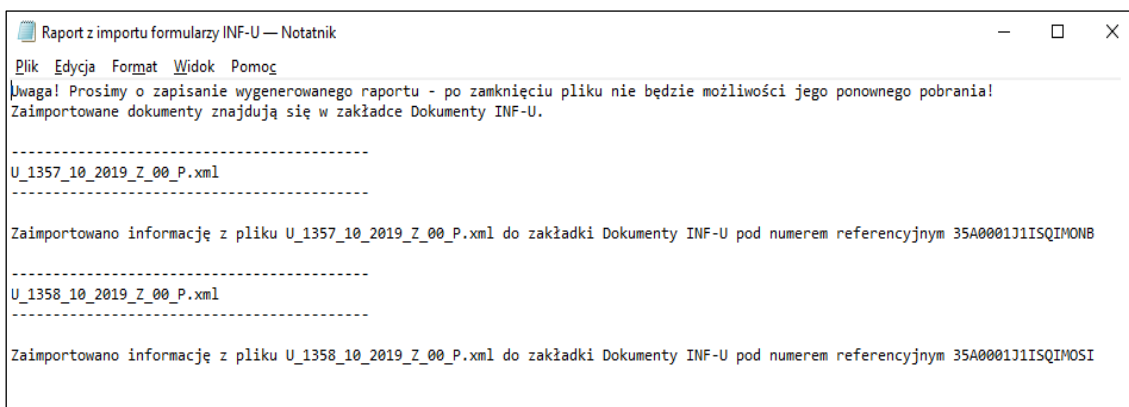 Raport z importu formularzy INF-U — Notatnik
Plik Edycja Format Widok Pomoc
Uwaga! Prosimy o zapisanie wygenerowanego raportu - po zamknięciu pliku nie będzie możliwości jego ponownego pobrania!
Zaimportowane dokumenty znajdują się w zakładce Dokumenty INF-U.
-------------------------------------------
U_1357_10_2019_Z_00_P.xml
-------------------------------------------
Zaimportowano informację z pliku U_1357_10_2019_Z_00_P.xml do zakładki Dokumenty INF-U pod numerem referencyjnym 35A0001J1ISQIMONB
-------------------------------------------
U_1358_10_2019_Z_00_P.xml
-------------------------------------------
Zaimportowano informację z pliku U_1358_10_2019_Z_00_P.xml do zakładki Dokumenty INF-U pod numerem referencyjnym 35A0001J1ISQIMOSI